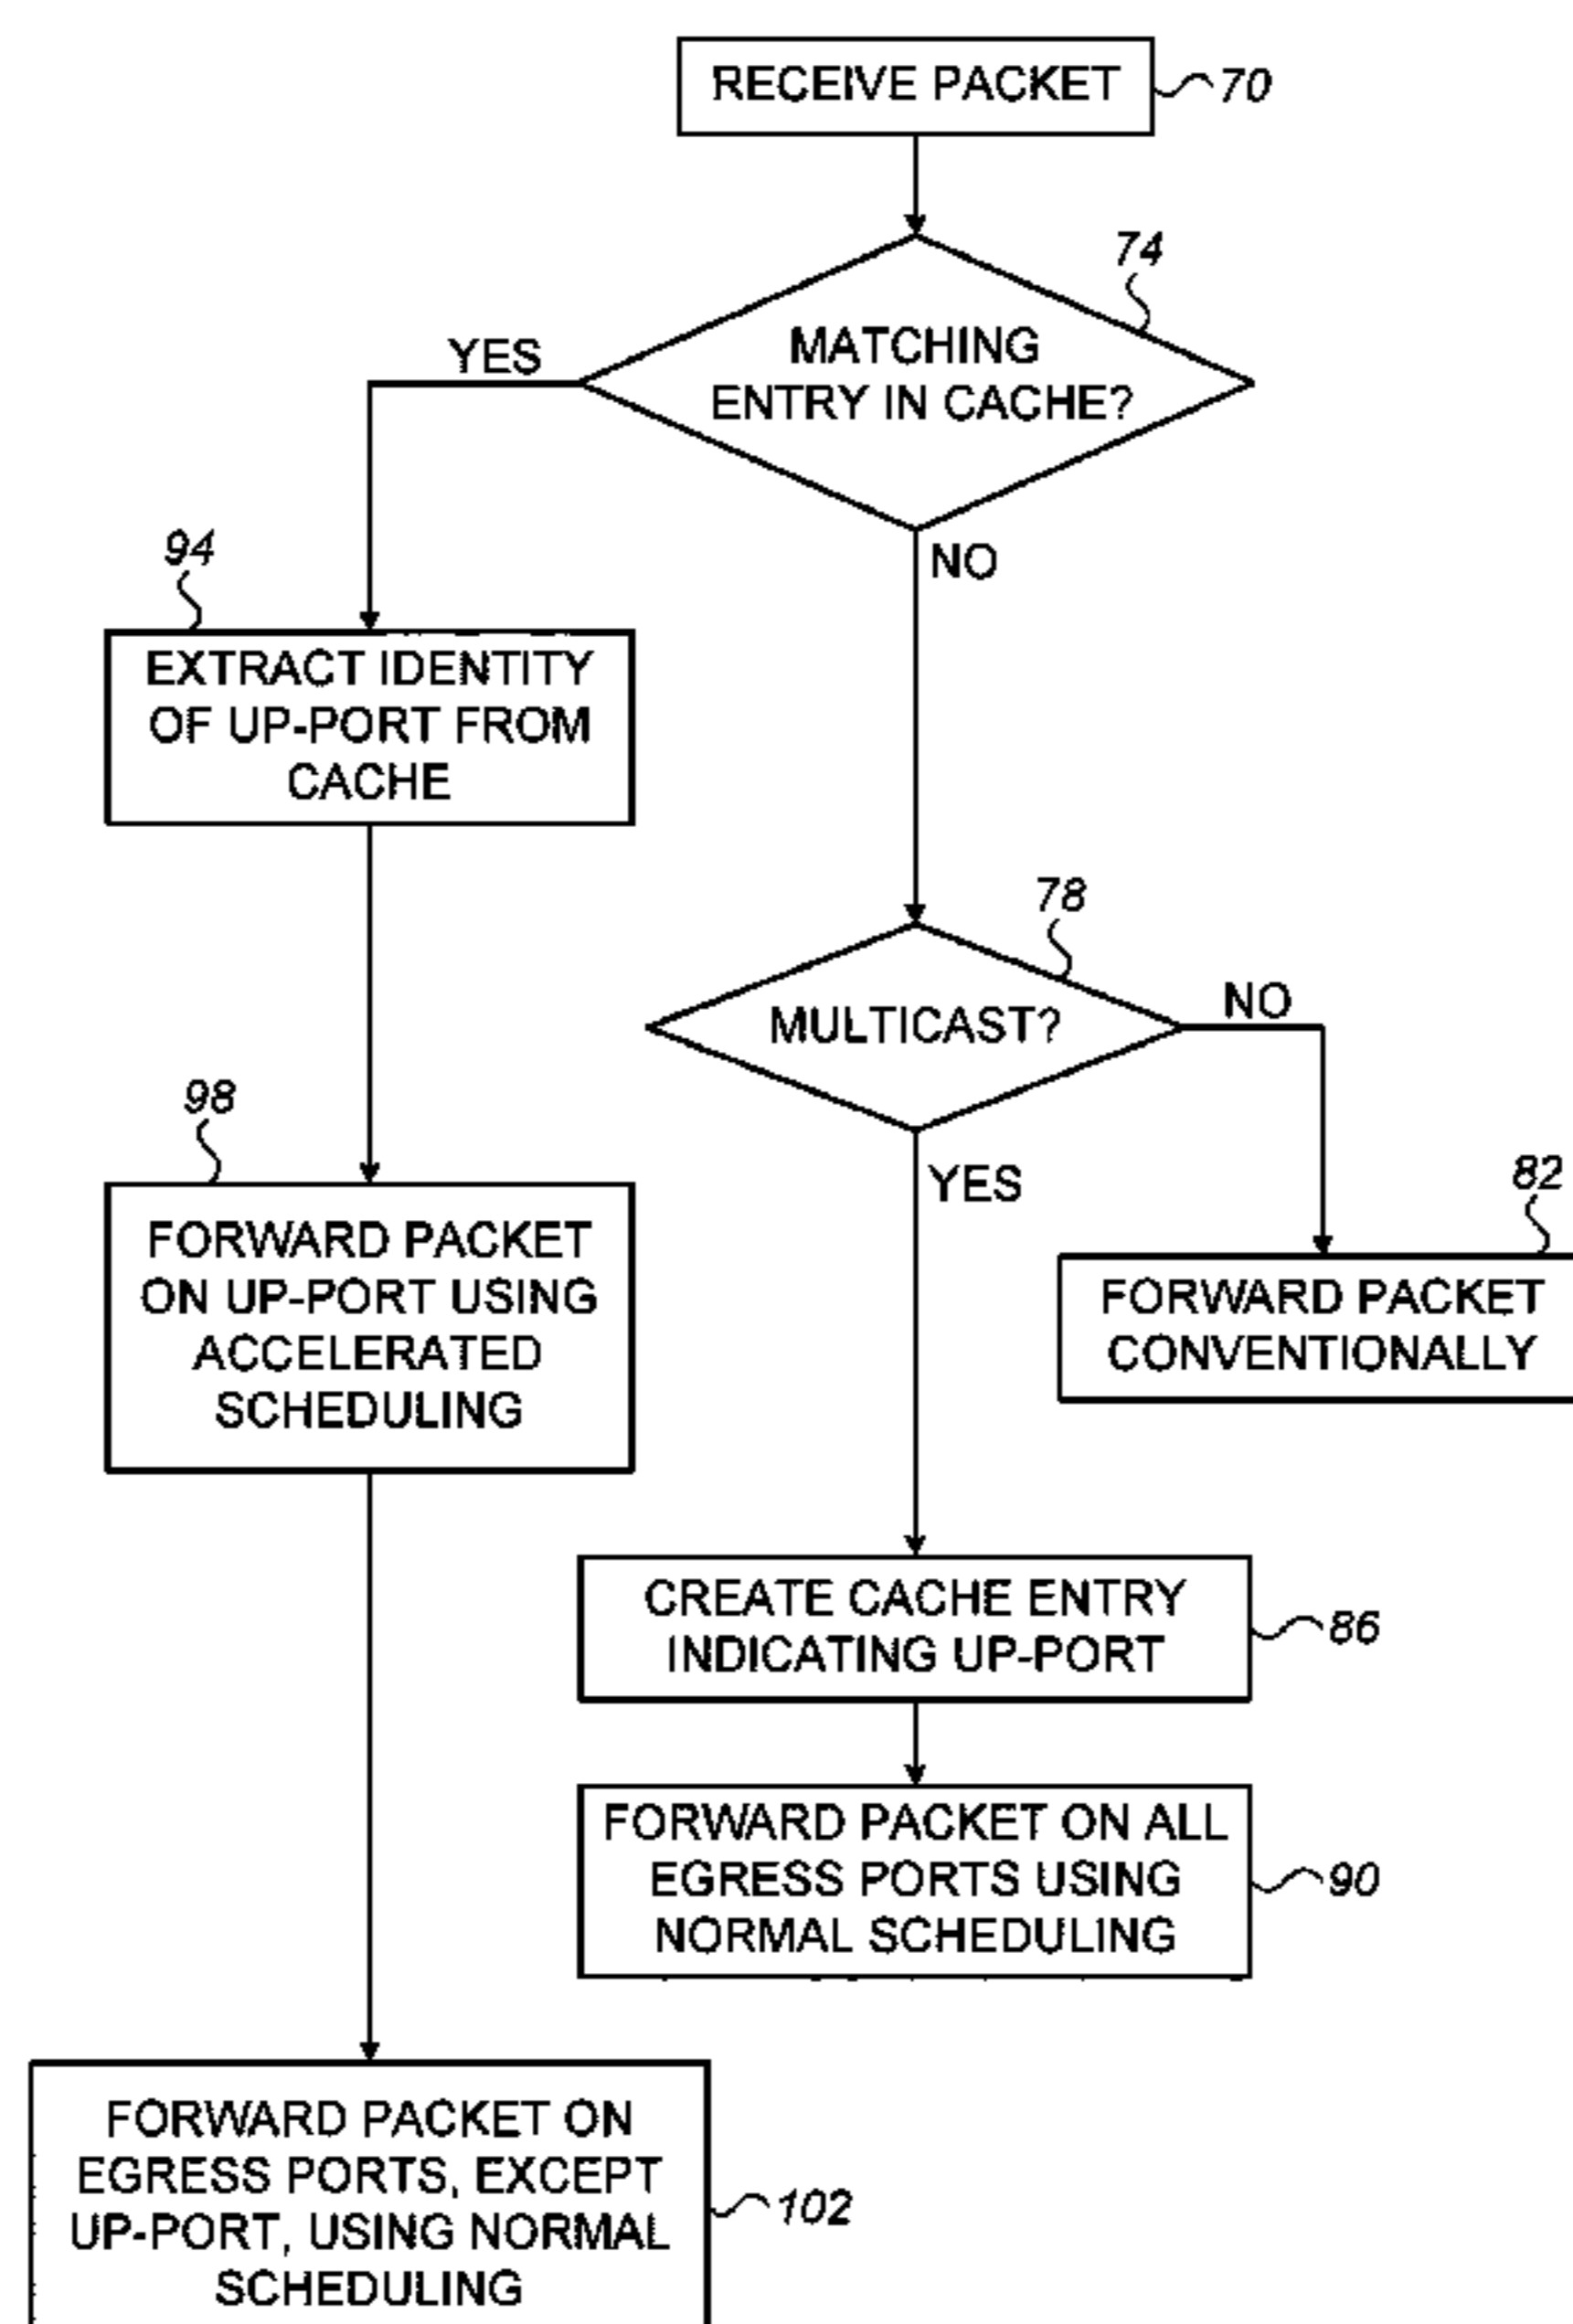 RECEIVE PACKET
70
74
MATCHING
ENTRY IN CACHE?
YES
NO
94
EXTRACT IDENTITY
OF UP-PORT FROM
CACHE
78
MULTICAST?
NO
YES
98
FORWARD PACKET
ON UP-PORT USING
ACCELERATED
SCHEDULING
82
FORWARD PACKET
CONVENTIONALLY
CREATE CACHE ENTRY
INDICATING UP-PORT
86
FORWARD PACKET ON ALL
EGRESS PORTS USING
NORMAL SCHEDULING
90
FORWARD PACKET ON
EGRESS PORTS, EXCEPT
UP-PORT, USING NORMAL
SCHEDULING
102